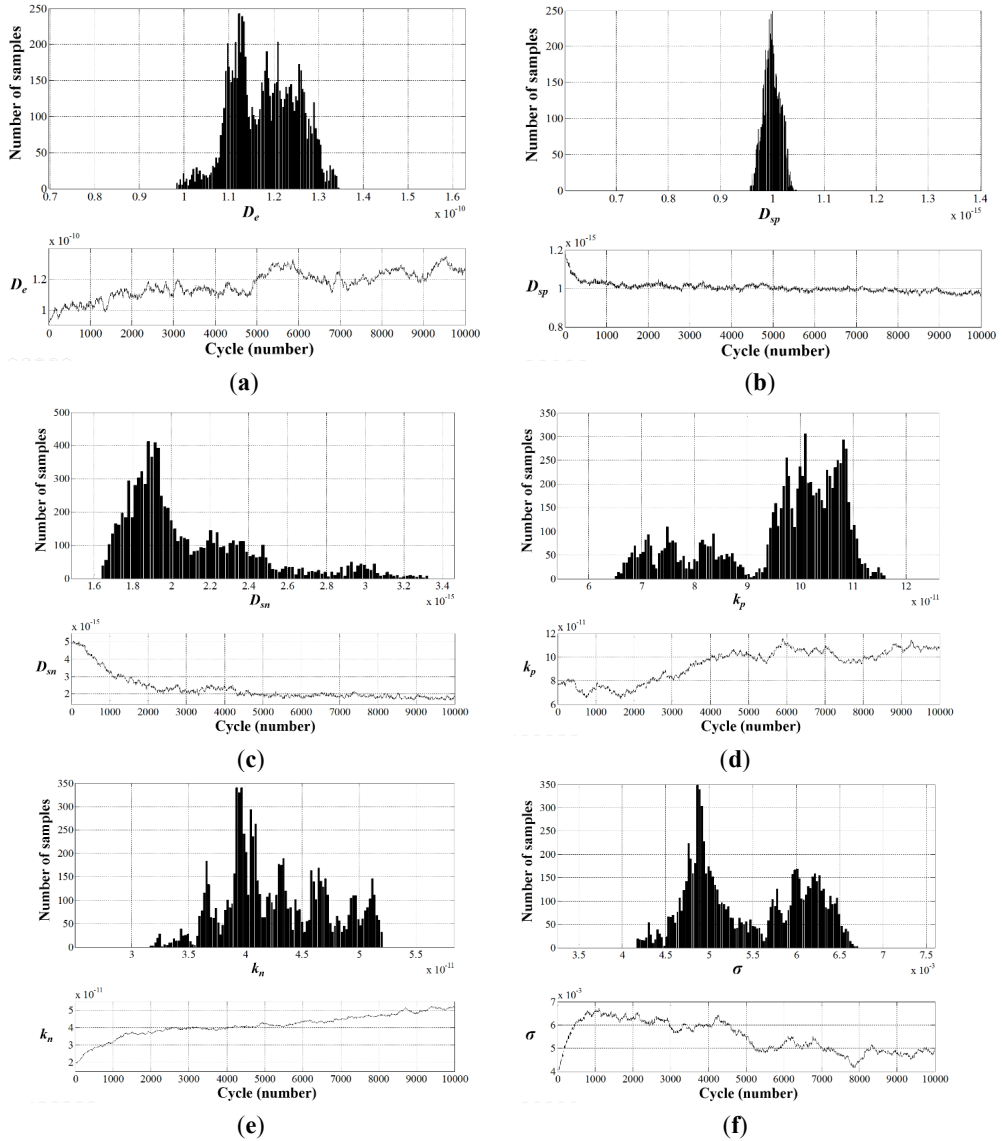 250
200
150
100
50
0
Number of samples
0.7 0.8 0.9 1 1.1 1.2 1.3 1.4 1.5 1.6
D_e
x 10^-10
x 10^-10
D_e
1.2
1
0 1000 2000 3000 4000 5000 6000 7000 8000 9000 10000
Cycle (number)
(a)
250
200
150
100
50
0
Number of samples
0.6 0.7 0.8 0.9 1 1.1 1.2 1.3 1.4
D_sp
x 10^-15
x 10^-15
D_sp
1.2
1
0.8
0 1000 2000 3000 4000 5000 6000 7000 8000 9000 10000
Cycle (number)
(b)
500
400
300
200
100
0
Number of samples
1.6 1.8 2 2.2 2.4 2.6 2.8 3 3.2 3.4
D_sn
x 10^-15
x 10^-15
D_sn
5
4
3
2
0 1000 2000 3000 4000 5000 6000 7000 8000 9000 10000
Cycle (number)
(c)
350
300
250
200
150
100
50
0
Number of samples
6 7 8 9 10 11 12
k_p
x 10^-11
x 10^-11
k_p
12
10
8
6
0 1000 2000 3000 4000 5000 6000 7000 8000 9000 10000
Cycle (number)
(d)
350
300
250
200
150
100
50
0
Number of samples
3 3.5 4 4.5 5 5.5
k_n
x 10^-11
x 10^-11
k_n
5
4
3
2
0 1000 2000 3000 4000 5000 6000 7000 8000 9000 10000
Cycle (number)
(e)
350
300
250
200
150
100
50
0
Number of samples
3.5 4 4.5 5 5.5 6 6.5 7 7.5
σ
x 10^-3
x 10^-3
σ
7
6
5
4
0 1000 2000 3000 4000 5000 6000 7000 8000 9000 10000
Cycle (number)
(f)